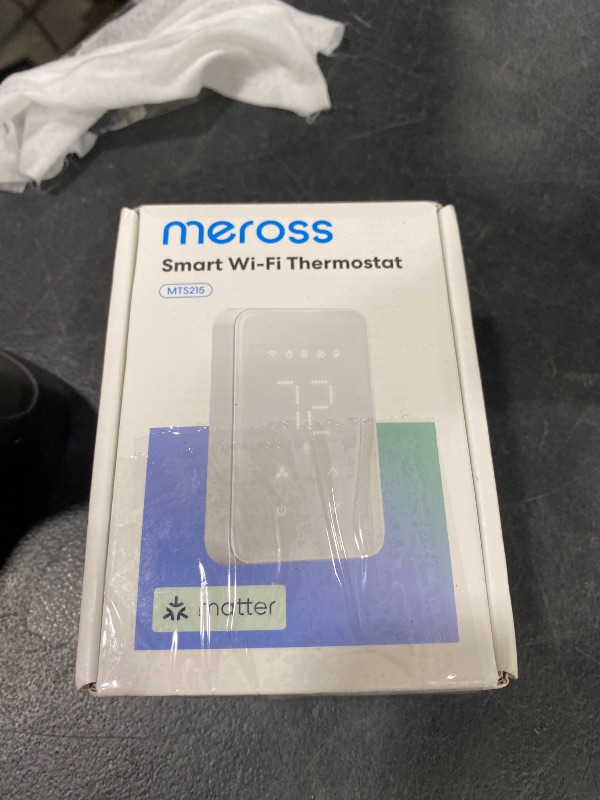 meross
Smart Wi-Fi Thermostat
MTS215
72
matter